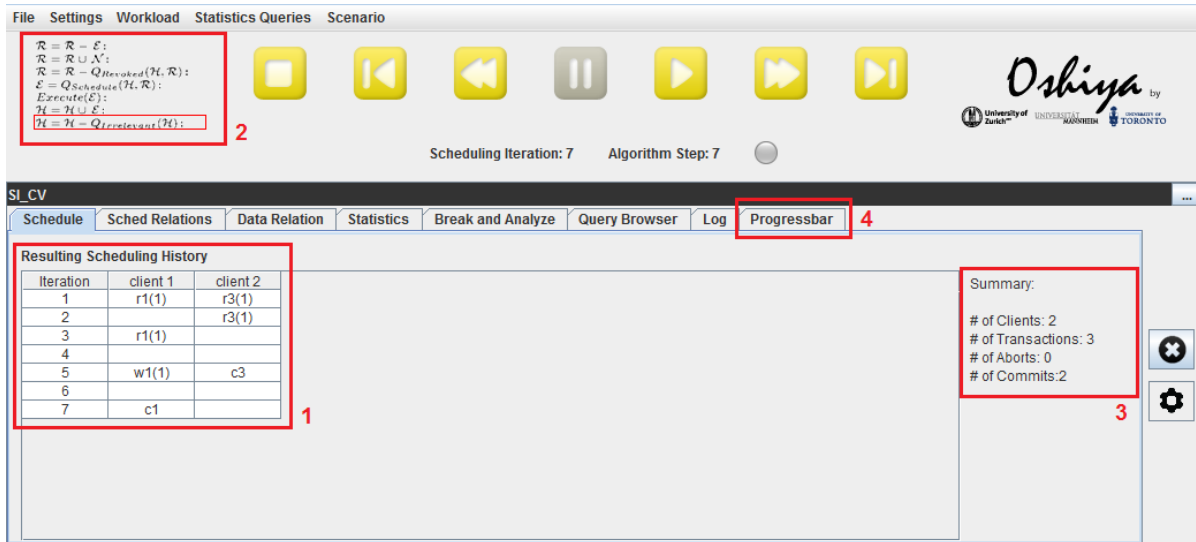 File Settings Workload Statistics Queries Scenario
R = R − E:
R = R ∪ N:
R = R − Q_Revoked(H, R):
E = Q_Schedule(H, R):
Execute(E):
H = H ∪ E:
H = H − Q_Irrelevant(H):
2
Oshiya by
University of Zurich UNIVERSITÄT MANNHEIM UNIVERSITY OF TORONTO
Scheduling Iteration: 7 Algorithm Step: 7
SI_CV ...
Schedule Sched Relations Data Relation Statistics Break and Analyze Query Browser Log Progressbar 4
Resulting Scheduling History
Iteration client 1 client 2
1 r1(1) r3(1)
2 r3(1)
3 r1(1)
4
5 w1(1) c3
6
7 c1
1
Summary:
# of Clients: 2
# of Transactions: 3
# of Aborts: 0
# of Commits:2
3